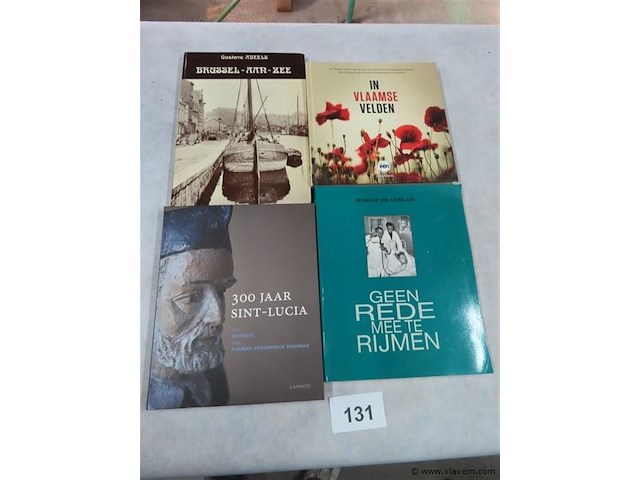 Gustave ABEELS
BRUSSEL-AAN-ZEE
IN
VLAAMSE
VELDEN
één
300 JAAR
SINT-LUCIA
LANNOO
GEEN
REDE
MEE TE
RIJMEN
131
© www.vlavem.com